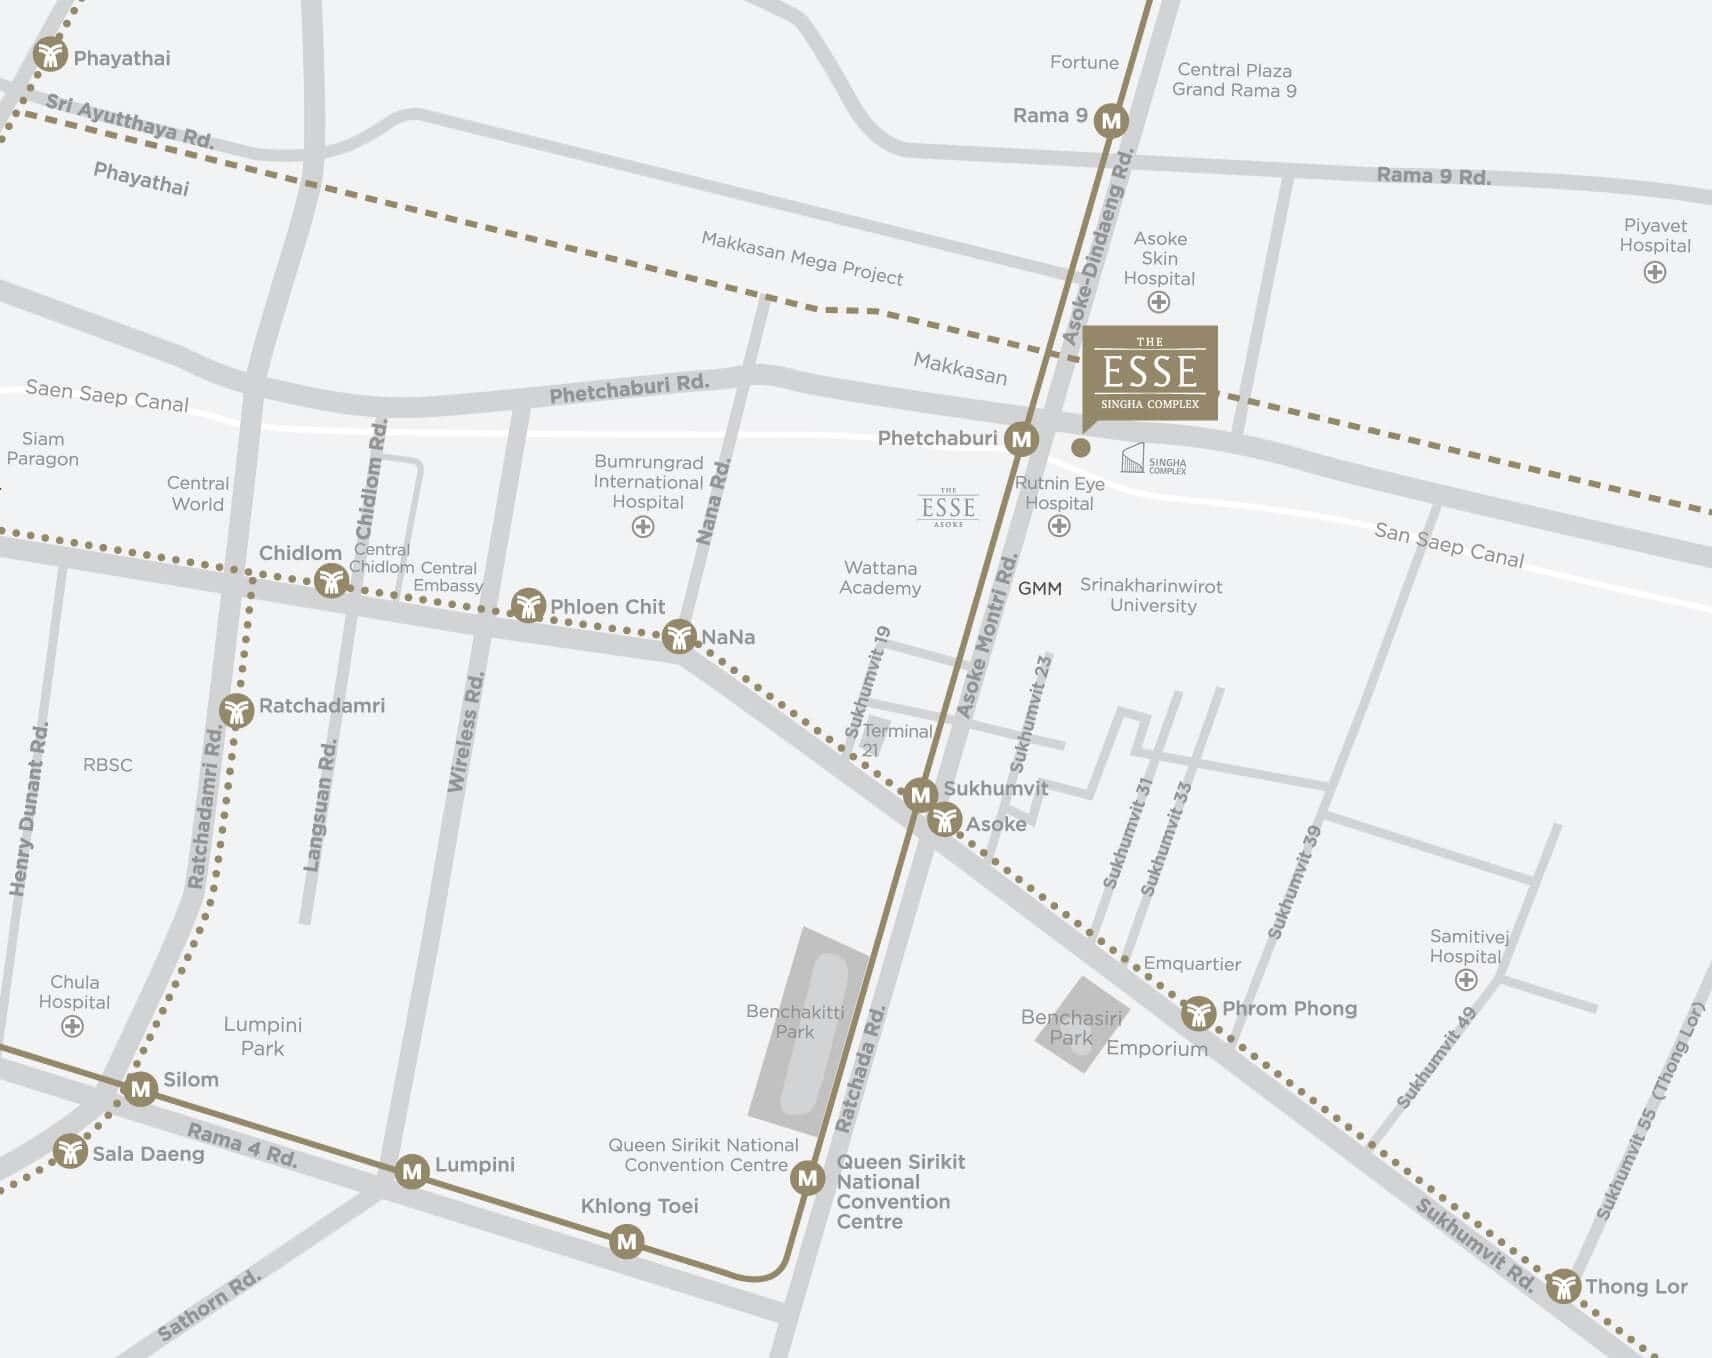 Phayathai
Sri Ayutthaya Rd.
Phayathai
Fortune
Central Plaza
Grand Rama 9
Rama 9
M
Rama 9 Rd.
Asoke-Dindaeng Rd.
Makkasan Mega Project
Asoke
Skin
Hospital
Piyavet
Hospital
THE
ESSE
SINGHA COMPLEX
Makkasan
Phetchaburi Rd.
Saen Saep Canal
Siam
Paragon
Central
World
Chidlom Rd.
Bumrungrad
International
Hospital
Nana Rd.
Phetchaburi
M
SINGHA
COMPLEX
THE
ESSE
ASOKE
Rutnin Eye
Hospital
San Saep Canal
Chidlom
Central
Chidlom
Central
Embassy
Phloen Chit
NaNa
Wattana
Academy
Asoke Montri Rd.
GMM
Srinakharinwirot
University
Sukhumvit 19
Sukhumvit 23
Terminal
21
Ratchadamri
Ratchadamri Rd.
Henry Dunant Rd.
RBSC
Langsuan Rd.
Wireless Rd.
M
Sukhumvit
Asoke
Sukhumvit 31
Sukhumvit 33
Sukhumvit 39
Samitivej
Hospital
Emquartier
Phrom Phong
Benchasiri
Park
Emporium
Sukhumvit 49
Sukhumvit 55 (Thong Lor)
Benchakitti
Park
Ratchada Rd.
Chula
Hospital
Lumpini
Park
M
Silom
Sala Daeng
Rama 4 Rd.
M
Lumpini
Khlong Toei
M
Queen Sirikit National
Convention Centre
M
Queen Sirikit
National
Convention
Centre
Sathorn Rd.
Sukhumvit Rd.
Thong Lor